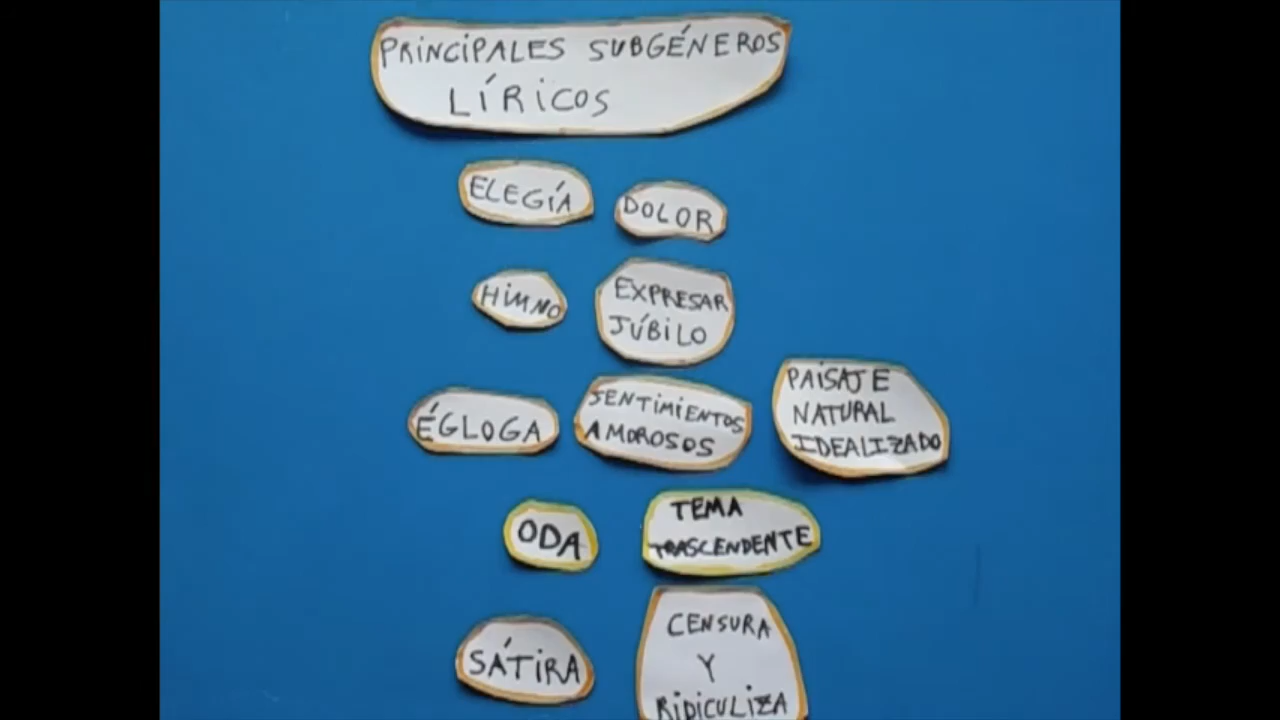 PRINCIPALES SUBGÉNEROS
LÍRICOS
ELEGÍA
DOLOR
HIMNO
EXPRESAR
JÚBILO
ÉGLOGA
SENTIMIENTOS
AMOROSOS
PAISAJE
NATURAL
IDEALIZADO
ODA
TEMA
TRASCENDENTE
SÁTIRA
CENSURA
Y
RIDICULIZA